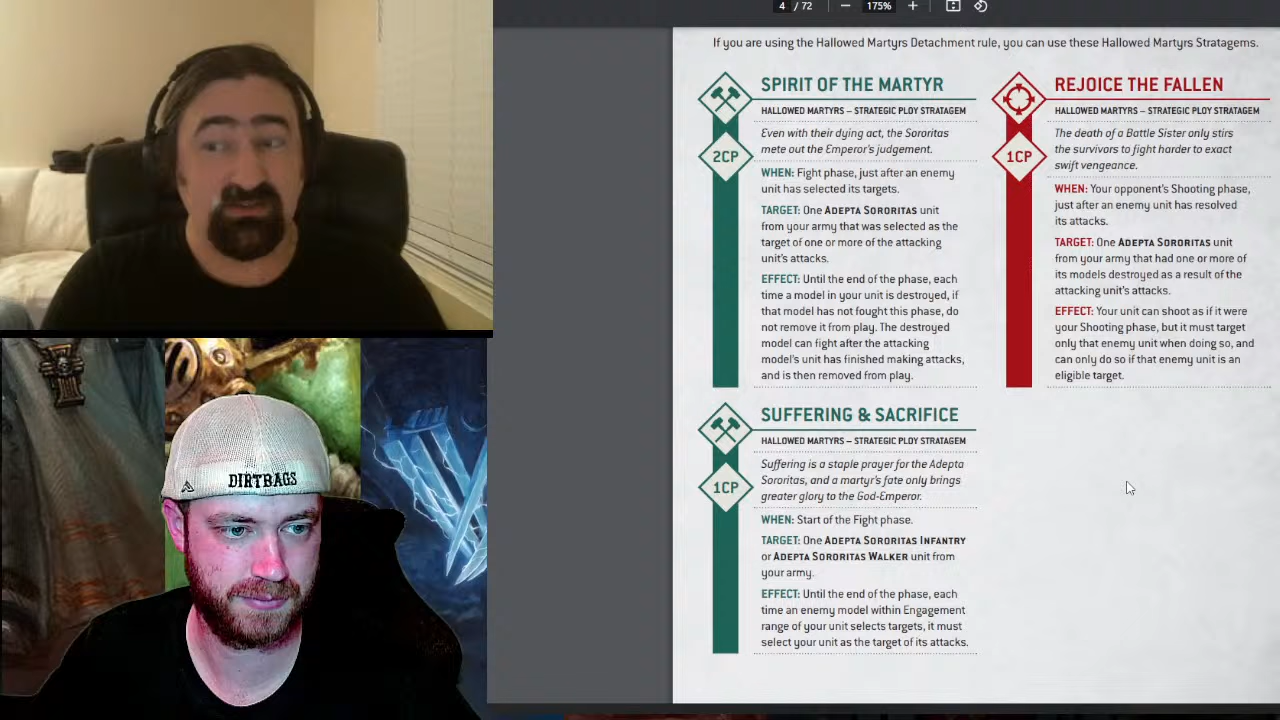 4 / 72
175%
If you are using the Hallowed Martyrs Detachment rule, you can use these Hallowed Martyrs Stratagems.
SPIRIT OF THE MARTYR
HALLOWED MARTYRS – STRATEGIC PLOY STRATAGEM
Even with their dying act, the Sororitas
mete out the Emperor's judgement.
2CP
WHEN: Fight phase, just after an enemy
unit has selected its targets.
TARGET: One ADEPTA SORORITAS unit
from your army that was selected as the
target of one or more of the attacking
unit's attacks.
EFFECT: Until the end of the phase, each
time a model in your unit is destroyed, if
that model has not fought this phase, do
not remove it from play. The destroyed
model can fight after the attacking
model's unit has finished making attacks,
and is then removed from play.
REJOICE THE FALLEN
HALLOWED MARTYRS – STRATEGIC PLOY STRATAGEM
The death of a Battle Sister only stirs
the survivors to fight harder to exact
swift vengeance.
1CP
WHEN: Your opponent's Shooting phase,
just after an enemy unit has resolved
its attacks.
TARGET: One ADEPTA SORORITAS unit
from your army that had one or more of
its models destroyed as a result of the
attacking unit's attacks.
EFFECT: Your unit can shoot as if it were
your Shooting phase, but it must target
only that enemy unit when doing so, and
can only do so if that enemy unit is an
eligible target.
SUFFERING & SACRIFICE
HALLOWED MARTYRS – STRATEGIC PLOY STRATAGEM
Suffering is a staple prayer for the Adepta
Sororitas, and a martyr's fate only brings
greater glory to the God-Emperor.
1CP
WHEN: Start of the Fight phase.
TARGET: One ADEPTA SORORITAS INFANTRY
or ADEPTA SORORITAS WALKER unit from
your army.
EFFECT: Until the end of the phase, each
time an enemy model within Engagement
range of your unit selects targets, it must
select your unit as the target of its attacks.
DIRTBAGS